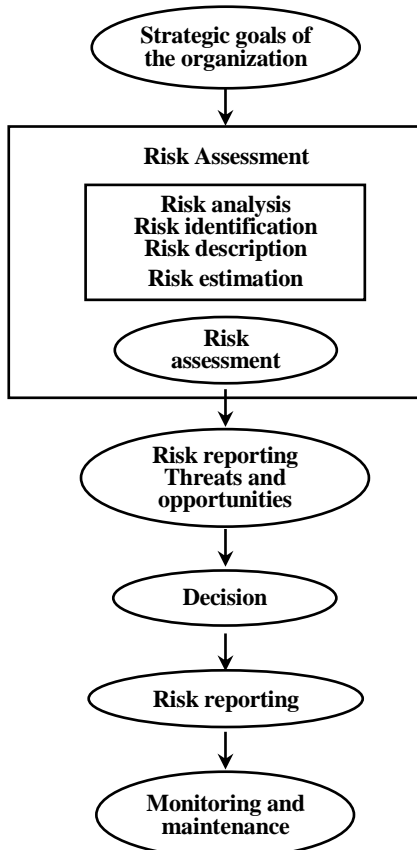 Strategic goals of
the organization
Risk Assessment
Risk analysis
Risk identification
Risk description
Risk estimation
Risk
assessment
Risk reporting
Threats and
opportunities
Decision
Risk reporting
Monitoring and
maintenance